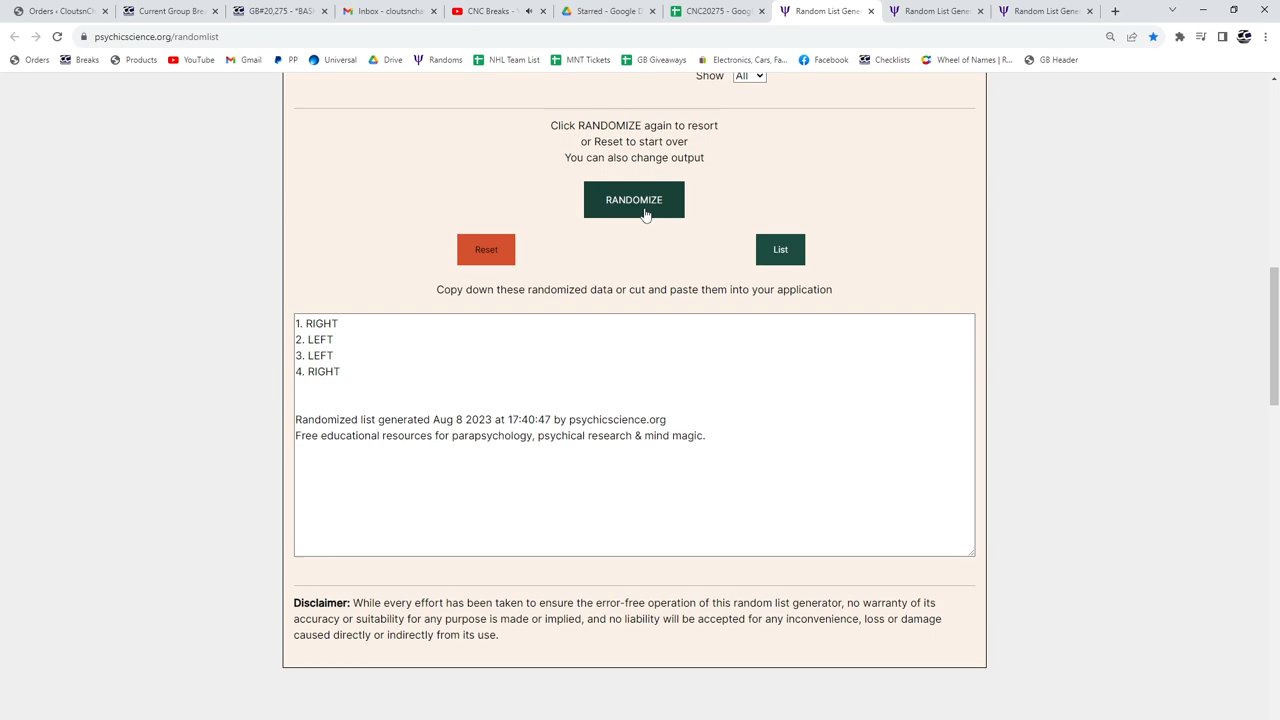 Orders ‹ CloutsnCh
Current Group Break
GB#20,275 - *BASI
Inbox - cloutsncha
CNC Breaks -
Starred - Google D
CNC20275 - Googl
Random List Gene
Random List Gene
Random List Gene
psychicscience.org/randomlist
Orders
Breaks
Products
YouTube
Gmail
PP
Universal
Drive
Randoms
NHL Team List
MNT Tickets
GB Giveaways
Electronics, Cars, Fa...
Facebook
Checklists
Wheel of Names | R...
GB Header
Show All
Click RANDOMIZE again to resort
or Reset to start over
You can also change output
RANDOMIZE
Reset
List
Copy down these randomized data or cut and paste them into your application
1. RIGHT
2. LEFT
3. LEFT
4. RIGHT
Randomized list generated Aug 8 2023 at 17:40:47 by psychicscience.org
Free educational resources for parapsychology, psychical research & mind magic.
Disclaimer: While every effort has been taken to ensure the error-free operation of this random list generator, no warranty of its
accuracy or suitability for any purpose is made or implied, and no liability will be accepted for any inconvenience, loss or damage
caused directly or indirectly from its use.